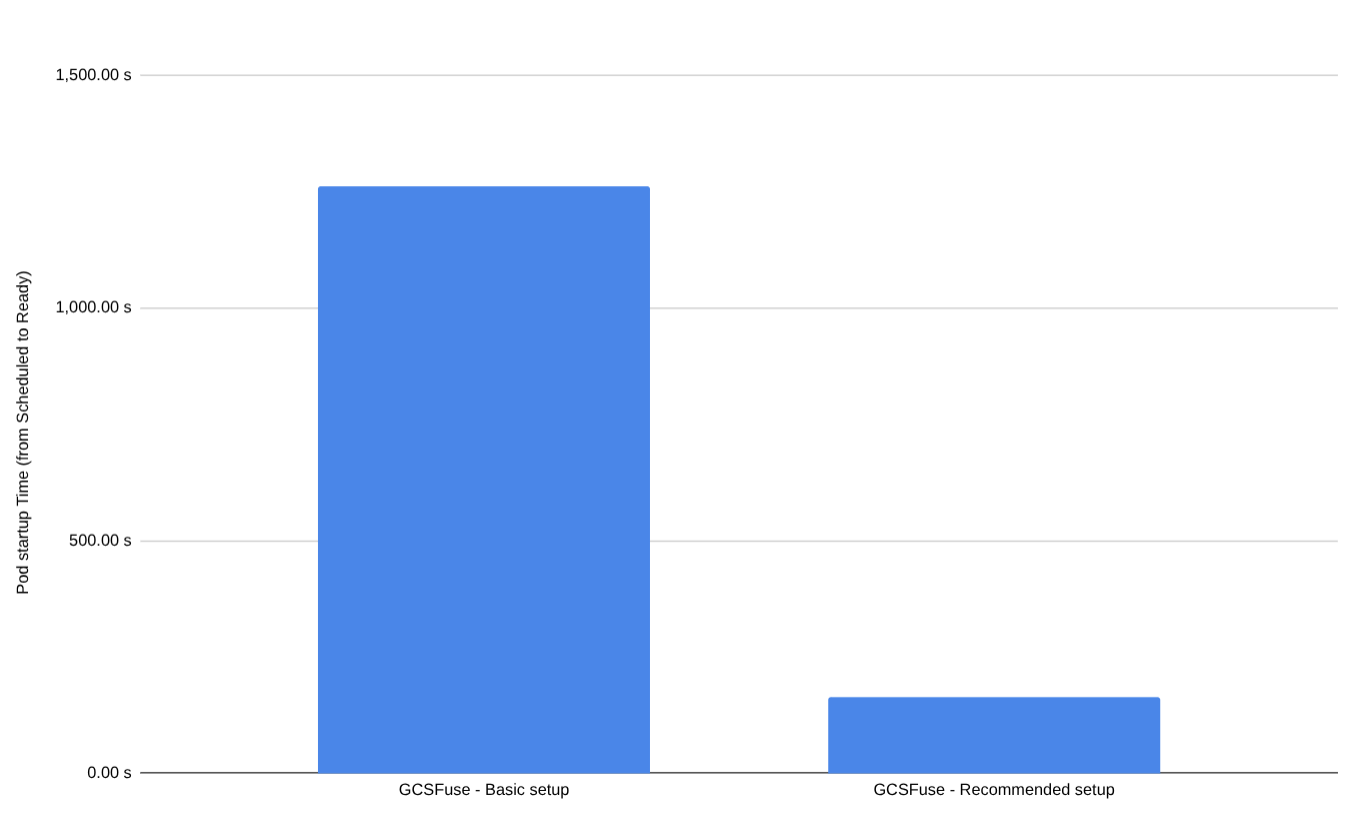 Pod startup Time (from Scheduled to Ready)
1,500.00 s
1,000.00 s
500.00 s
0.00 s
GCSFuse - Basic setup
GCSFuse - Recommended setup